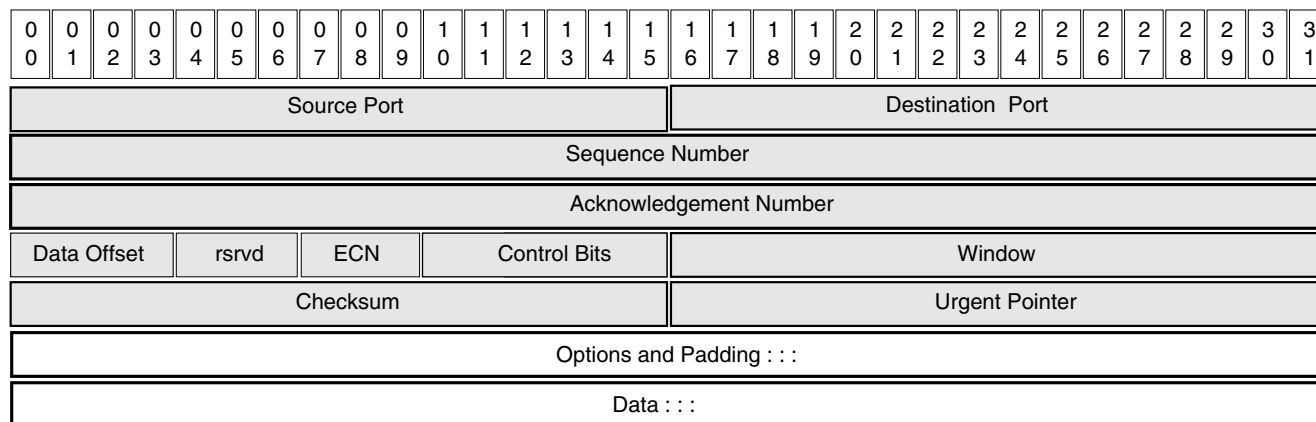 0 0 0 0 0 0 0 0 0 0 1 1 1 1 1 1 1 1 1 1 2 2 2 2 2 2 2 2 2 2 3 3
0 1 2 3 4 5 6 7 8 9 0 1 2 3 4 5 6 7 8 9 0 1 2 3 4 5 6 7 8 9 0 1
Source Port Destination Port
Sequence Number
Acknowledgement Number
Data Offset rsrvd ECN Control Bits Window
Checksum Urgent Pointer
Options and Padding : : :
Data : : :